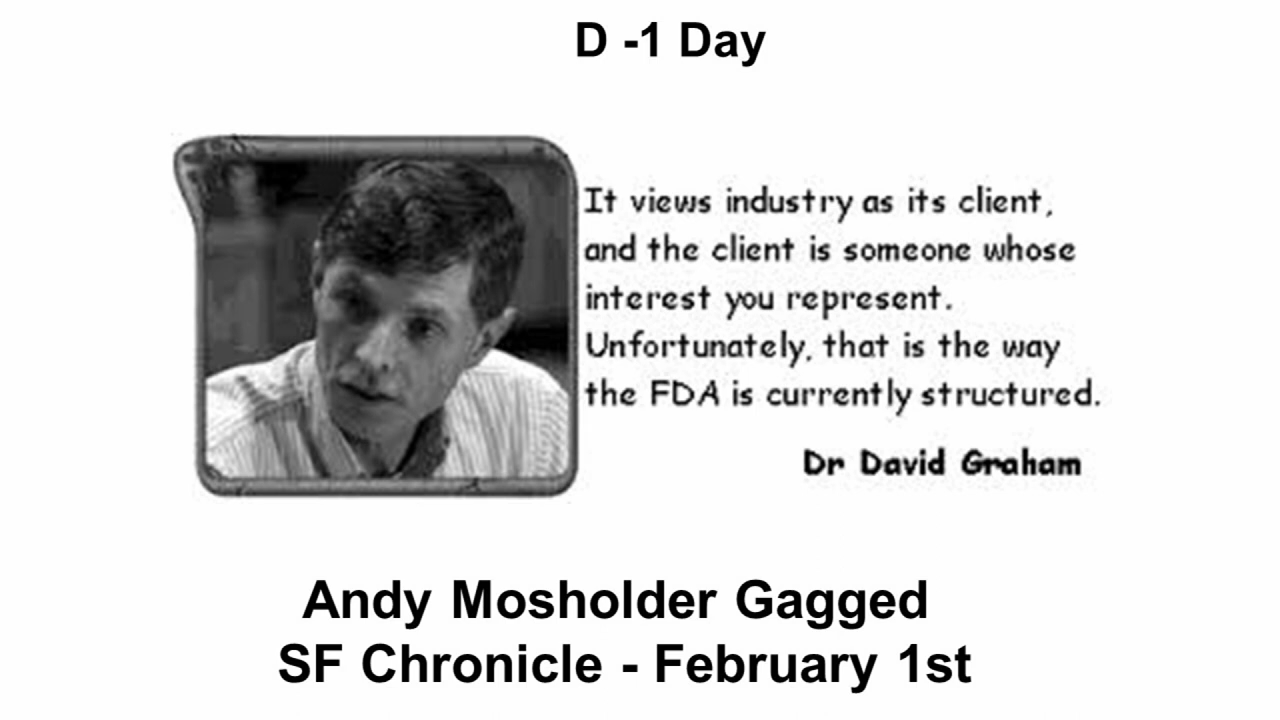 D -1 Day
It views industry as its client,
and the client is someone whose
interest you represent.
Unfortunately, that is the way
the FDA is currently structured.
Dr David Graham
Andy Mosholder Gagged
SF Chronicle - February 1st